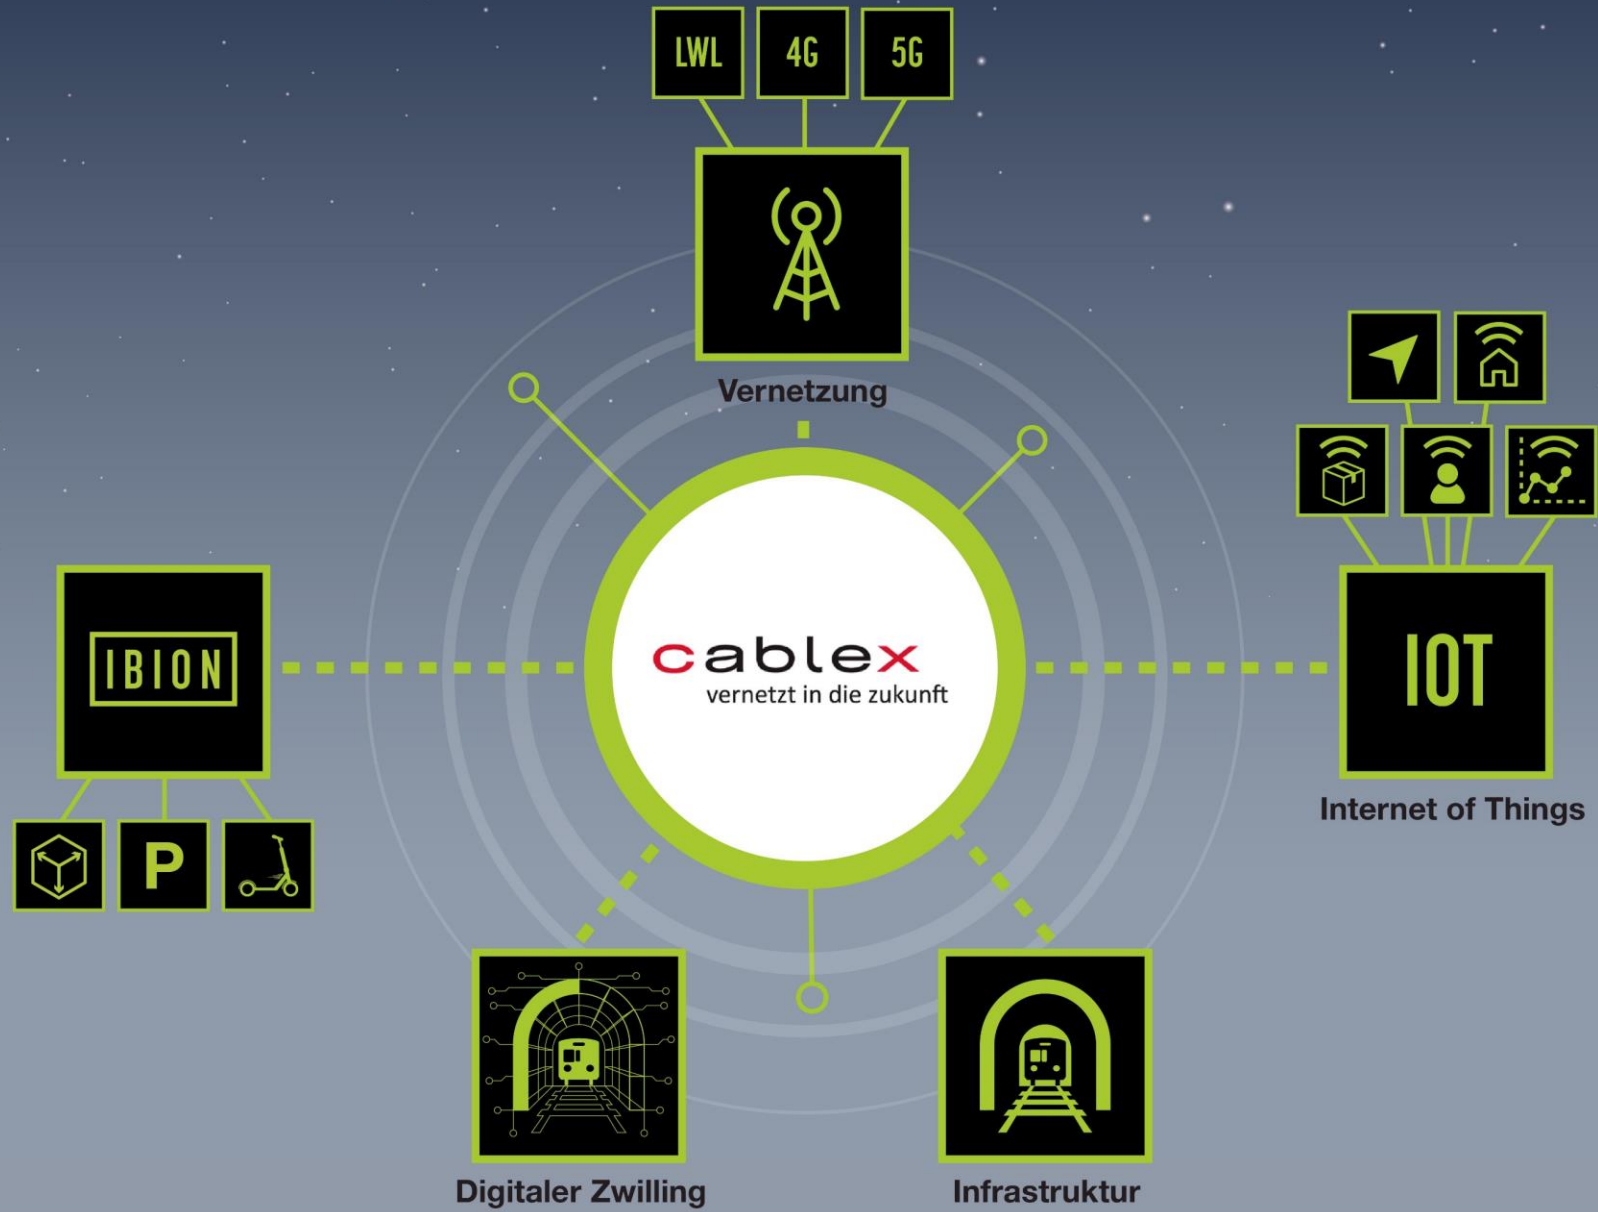 LWL
4G
5G
Vernetzung
IBION
cablex
vernetzt in die zukunft
IOT
Internet of Things
P
Digitaler Zwilling
Infrastruktur